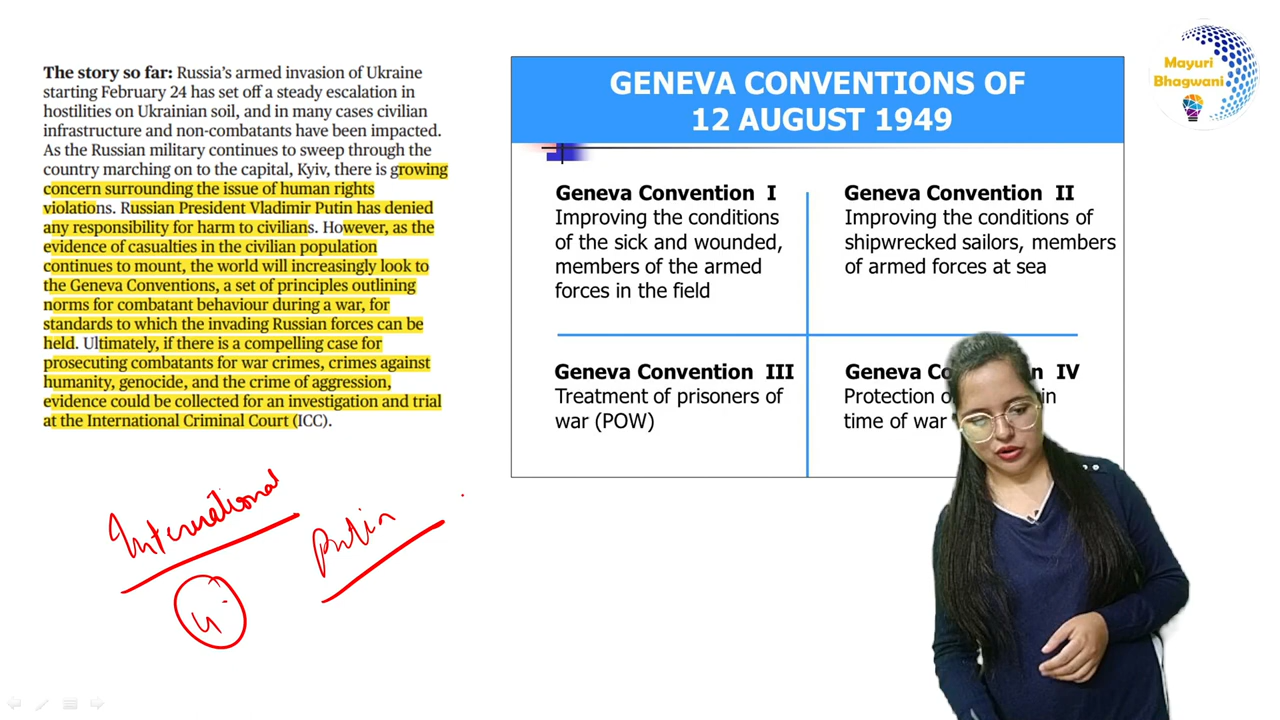 The story so far: Russia's armed invasion of Ukraine
starting February 24 has set off a steady escalation in
hostilities on Ukrainian soil, and in many cases civilian
infrastructure and non-combatants have been impacted.
As the Russian military continues to sweep through the
country marching on to the capital, Kyiv, there is growing
concern surrounding the issue of human rights
violations. Russian President Vladimir Putin has denied
any responsibility for harm to civilians. However, as the
evidence of casualties in the civilian population
continues to mount, the world will increasingly look to
the Geneva Conventions, a set of principles outlining
norms for combatant behaviour during a war, for
standards to which the invading Russian forces can be
held. Ultimately, if there is a compelling case for
prosecuting combatants for war crimes, crimes against
humanity, genocide, and the crime of aggression,
evidence could be collected for an investigation and trial
at the International Criminal Court (ICC).
International
Putin
GENEVA CONVENTIONS OF
12 AUGUST 1949
Geneva Convention I
Improving the conditions
of the sick and wounded,
members of the armed
forces in the field
Geneva Convention II
Improving the conditions of
shipwrecked sailors, members
of armed forces at sea
Geneva Convention III
Treatment of prisoners of
war (POW)
Geneva IV
Protection in
time of war
Mayuri
Bhagwani